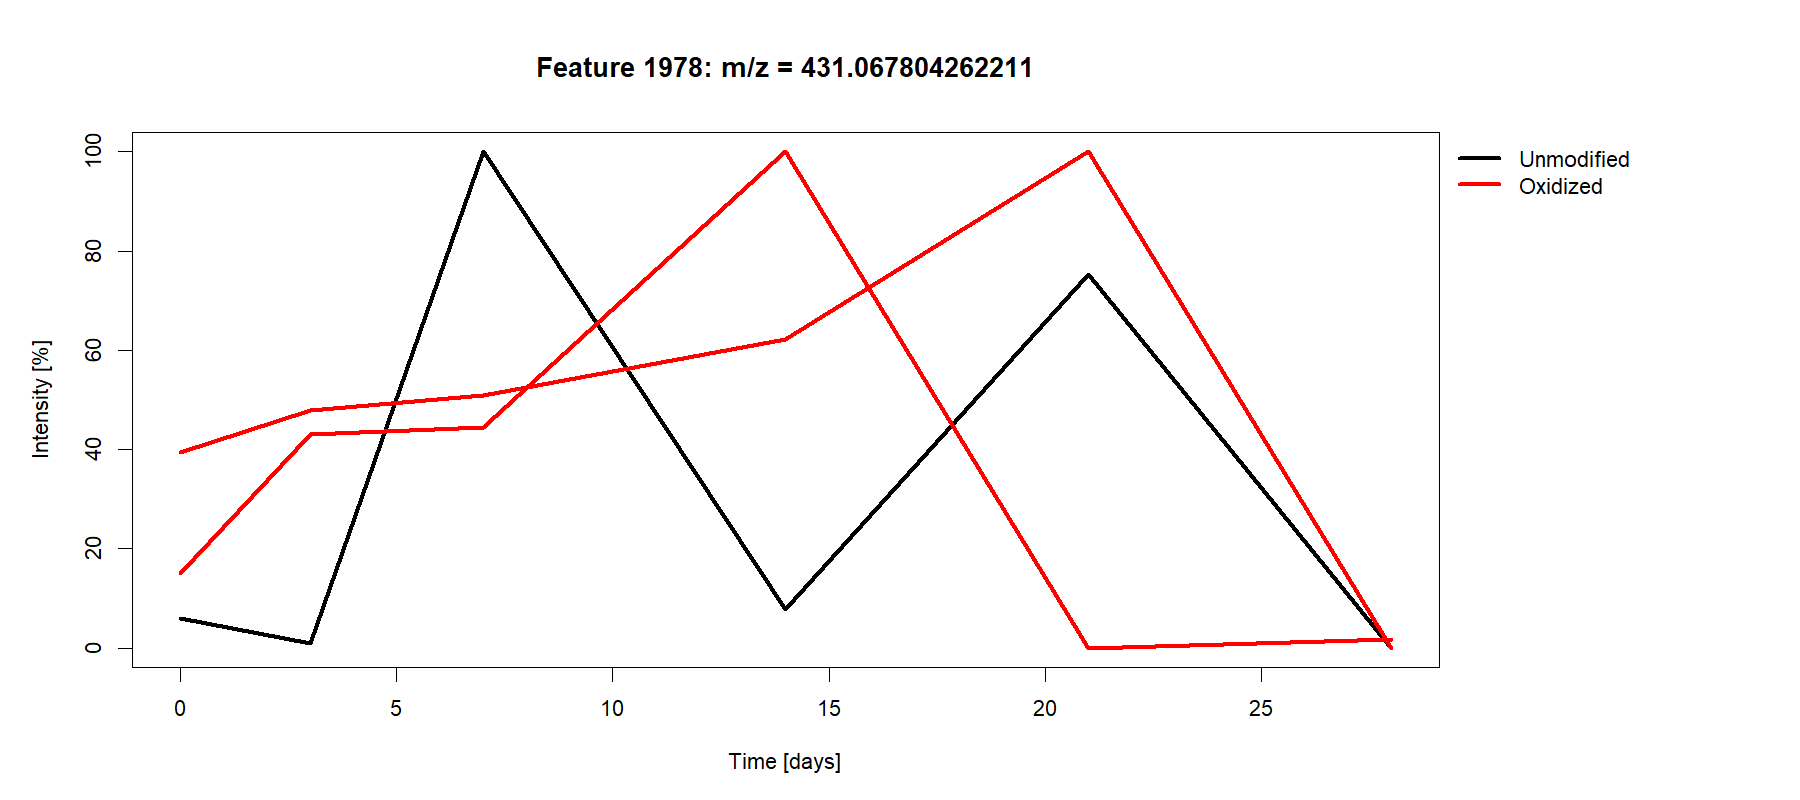 Feature 1978: m/z = 431.067804262211
Unmodified
Oxidized
Intensity [%]
100
80
60
40
20
0
0 5 10 15 20 25
Time [days]